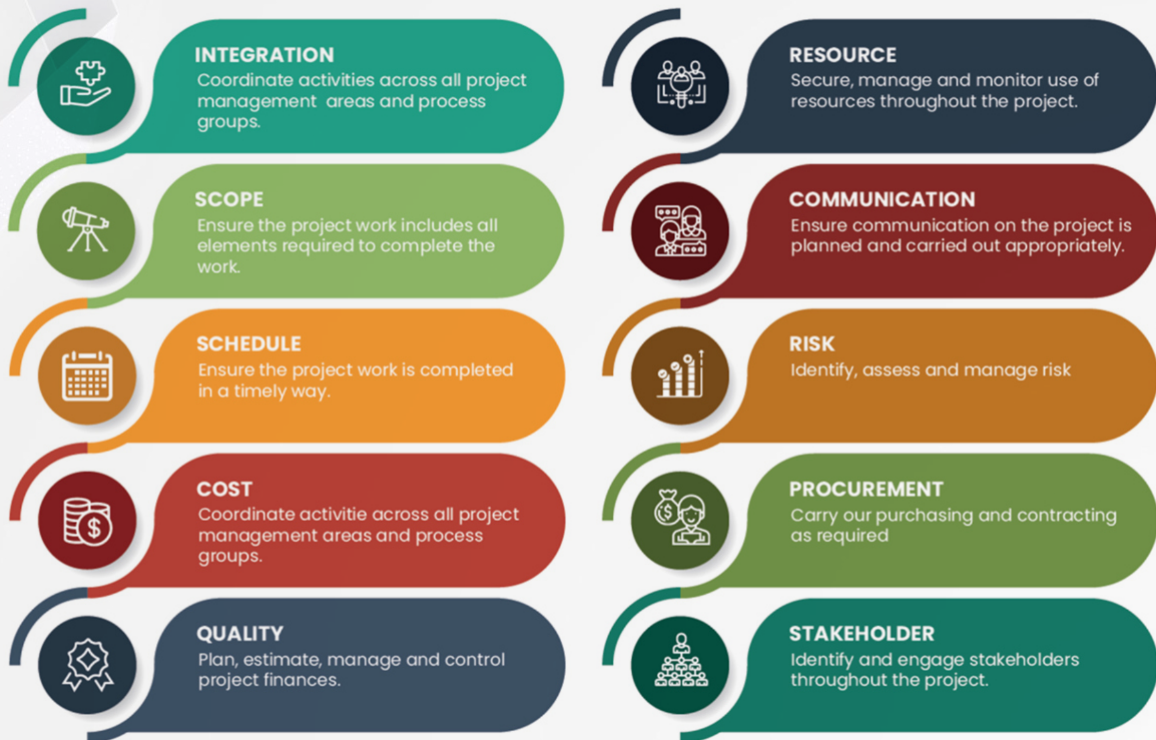 INTEGRATION
Coordinate activities across all project
management areas and process
groups.
SCOPE
Ensure the project work includes all
elements required to complete the
work.
SCHEDULE
Ensure the project work is completed
in a timely way.
COST
Coordinate activitie across all project
management areas and process
groups.
QUALITY
Plan, estimate, manage and control
project finances.
RESOURCE
Secure, manage and monitor use of
resources throughout the project.
COMMUNICATION
Ensure communication on the project is
planned and carried out appropriately.
RISK
Identify, assess and manage risk
PROCUREMENT
Carry our purchasing and contracting
as required
STAKEHOLDER
Identify and engage stakeholders
throughout the project.